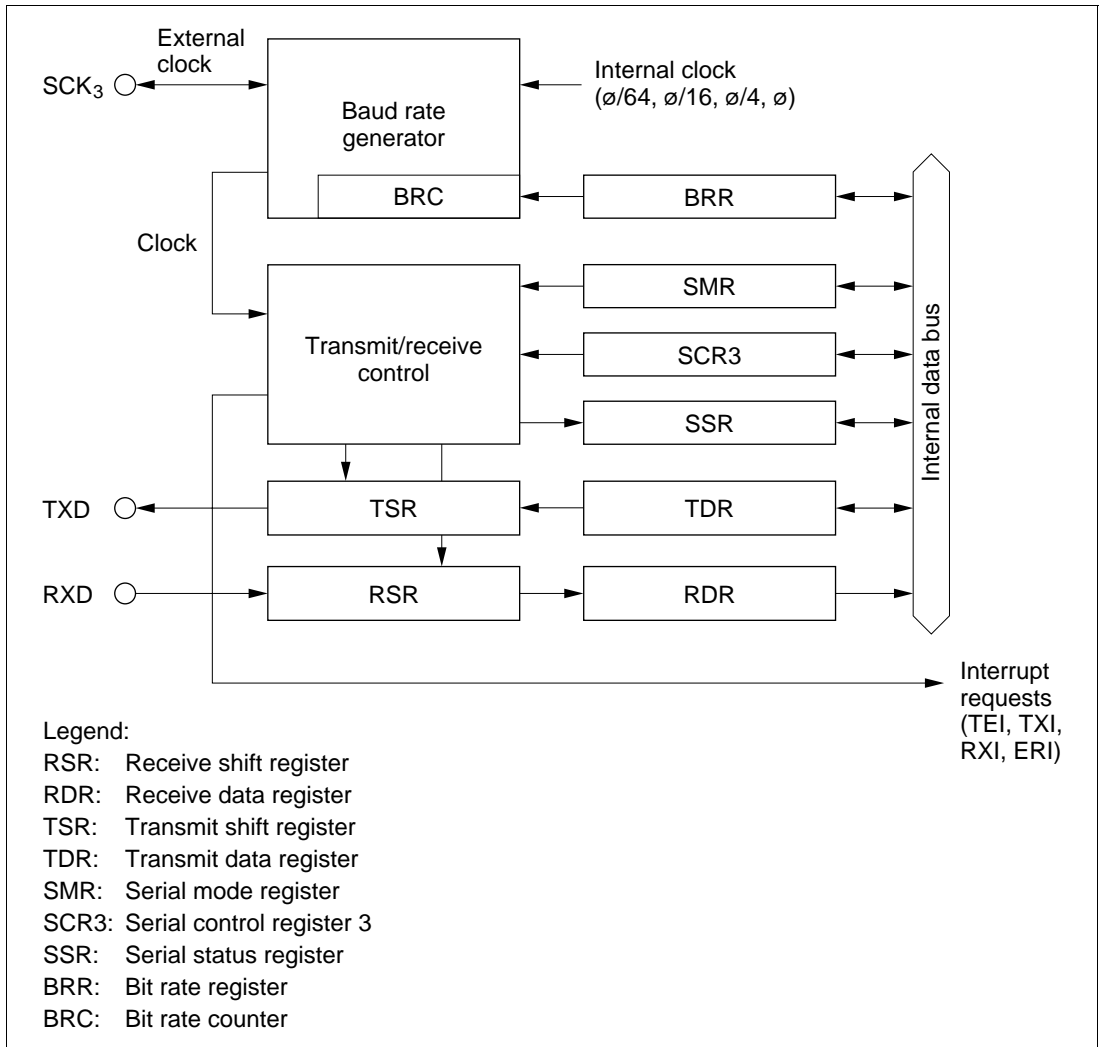 External
clock
SCK3
Internal clock
(ø/64, ø/16, ø/4, ø)
Baud rate
generator
BRC
BRR
Clock
SMR
Transmit/receive
control
SCR3
SSR
Internal data bus
TXD
TSR
TDR
RXD
RSR
RDR
Interrupt
requests
(TEI, TXI,
RXI, ERI)
Legend:
RSR: Receive shift register
RDR: Receive data register
TSR: Transmit shift register
TDR: Transmit data register
SMR: Serial mode register
SCR3: Serial control register 3
SSR: Serial status register
BRR: Bit rate register
BRC: Bit rate counter